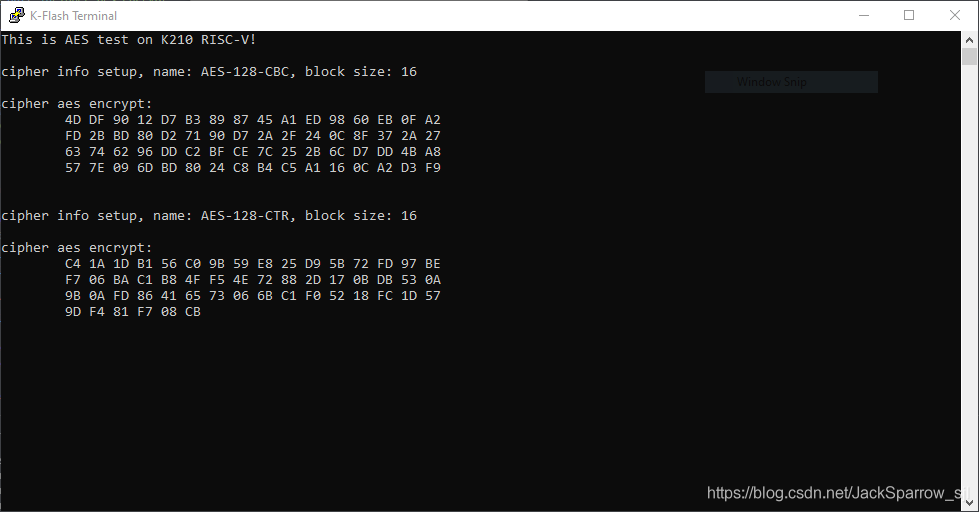 K-Flash Terminal
This is AES test on K210 RISC-V!
cipher info setup, name: AES-128-CBC, block size: 16
Window Snip
cipher aes encrypt:
4D DF 90 12 D7 B3 89 87 45 A1 ED 98 60 EB 0F A2
FD 2B BD 80 D2 71 90 D7 2A 2F 24 0C 8F 37 2A 27
63 74 62 96 DD C2 BF CE 7C 25 2B 6C D7 DD 4B A8
57 7E 09 6D BD 80 24 C8 B4 C5 A1 16 0C A2 D3 F9
cipher info setup, name: AES-128-CTR, block size: 16
cipher aes encrypt:
C4 1A 1D B1 56 C0 9B 59 E8 25 D9 5B 72 FD 97 BE
F7 06 BA C1 B8 4F F5 4E 72 88 2D 17 0B DB 53 0A
9B 0A FD 86 41 65 73 06 6B C1 F0 52 18 FC 1D 57
9D F4 81 F7 08 CB